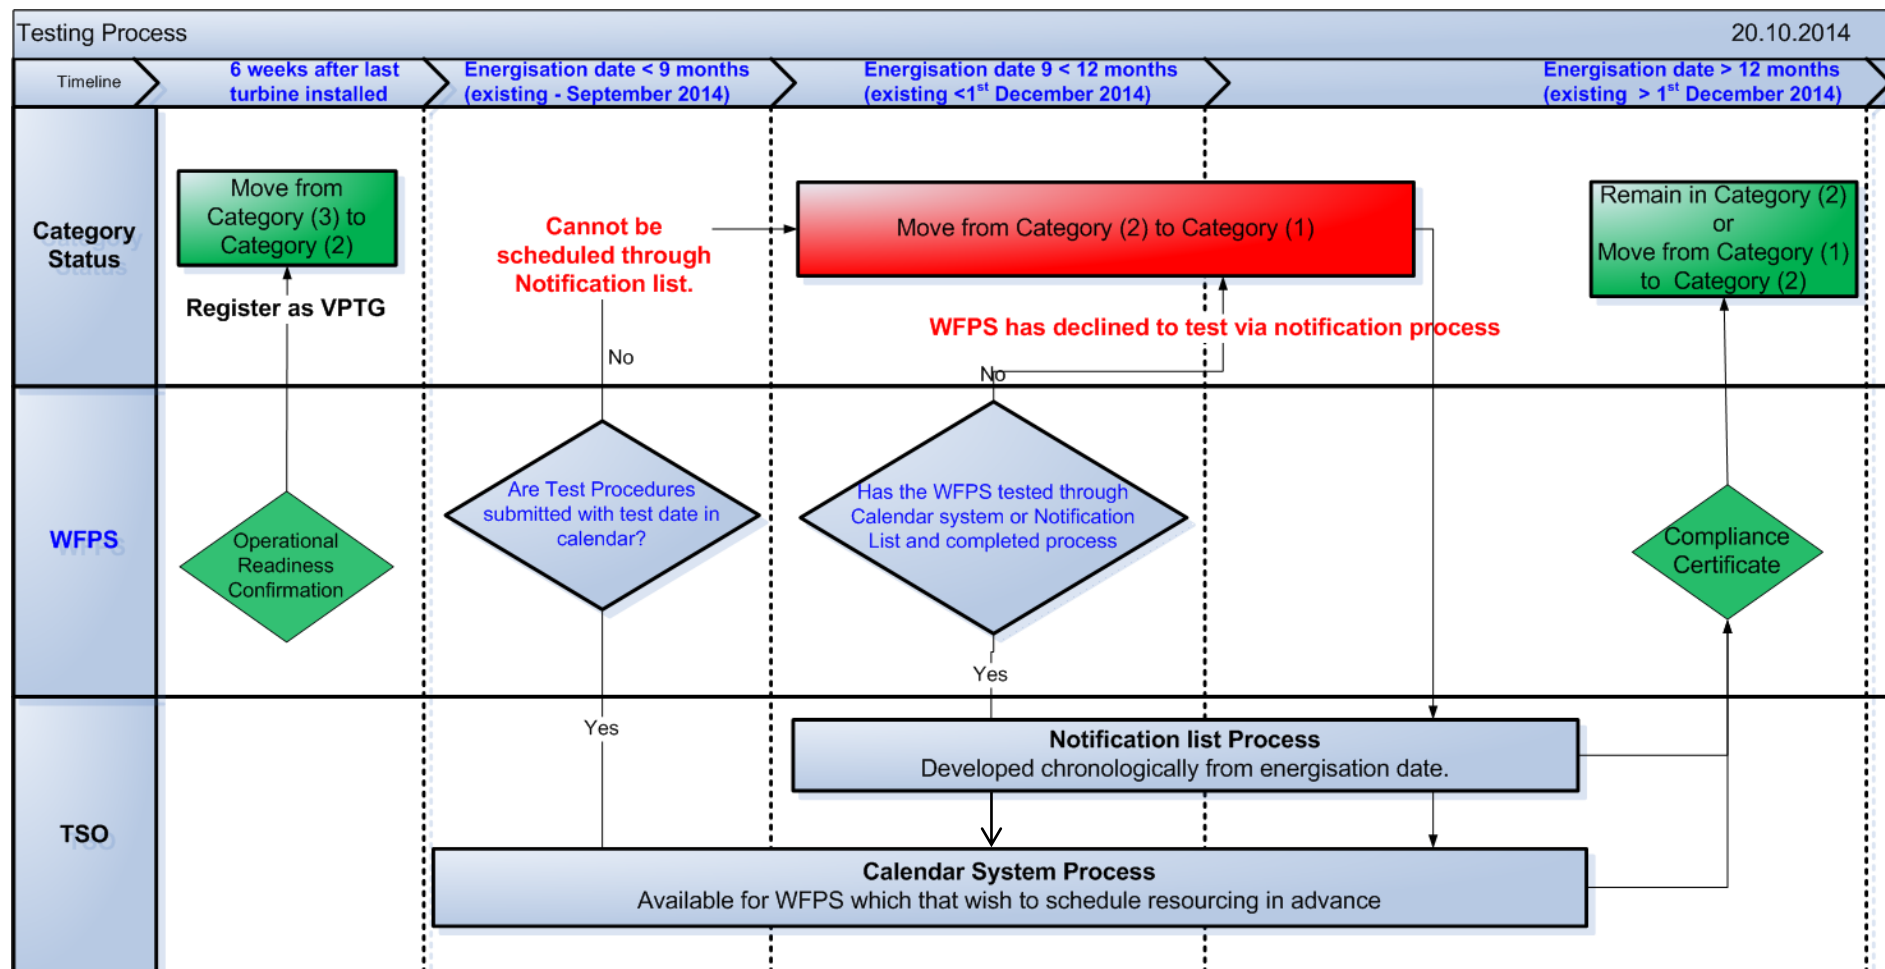 Testing Process
20.10.2014
Timeline
6 weeks after last
turbine installed
Energisation date < 9 months
(existing - September 2014)
Energisation date 9 < 12 months
(existing <1st December 2014)
Energisation date > 12 months
(existing > 1st December 2014)
Category
Status
Move from
Category (3) to
Category (2)
Register as VPTG
Cannot be
scheduled through
Notification list.
No
Move from Category (2) to Category (1)
WFPS has declined to test via notification process
No
Remain in Category (2)
or
Move from Category (1)
to Category (2)
WFPS
Operational
Readiness
Confirmation
Are Test Procedures
submitted with test date in
calendar?
Has the WFPS tested through
Calendar system or Notification
List and completed process
Compliance
Certificate
Yes
Yes
TSO
Notification list Process
Developed chronologically from energisation date.
Calendar System Process
Available for WFPS which that wish to schedule resourcing in advance